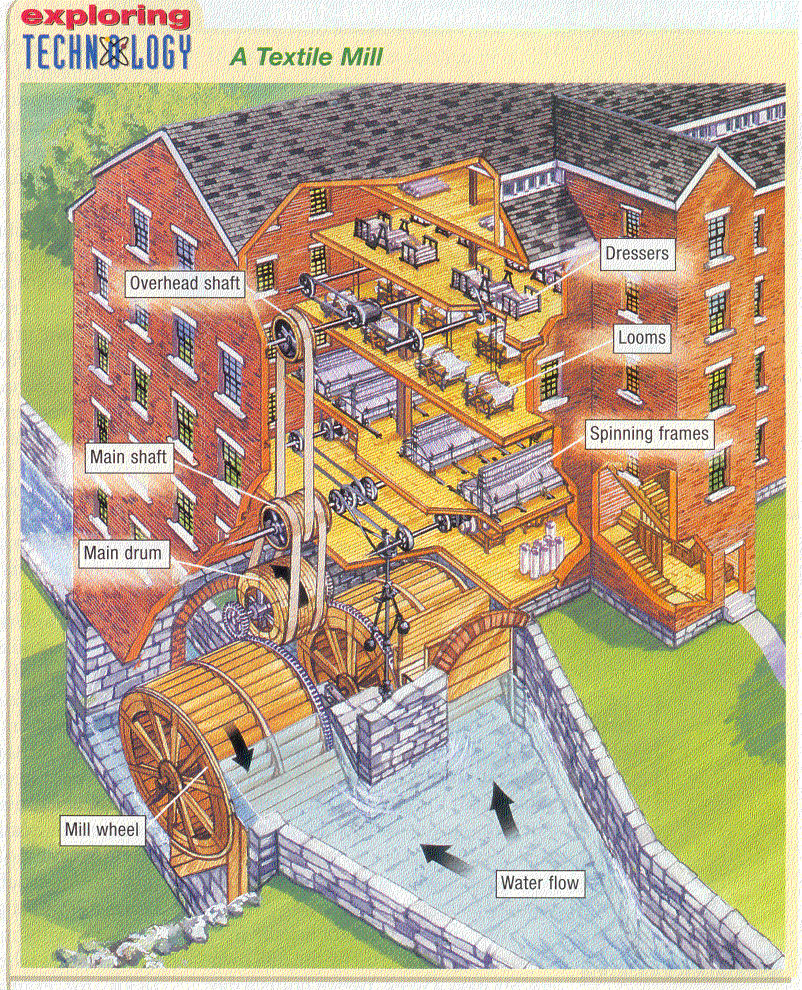 exploring
TECHNOLOGY
A Textile Mill
Dressers
Overhead shaft
Looms
Spinning frames
Main shaft
Main drum
Mill wheel
Water flow